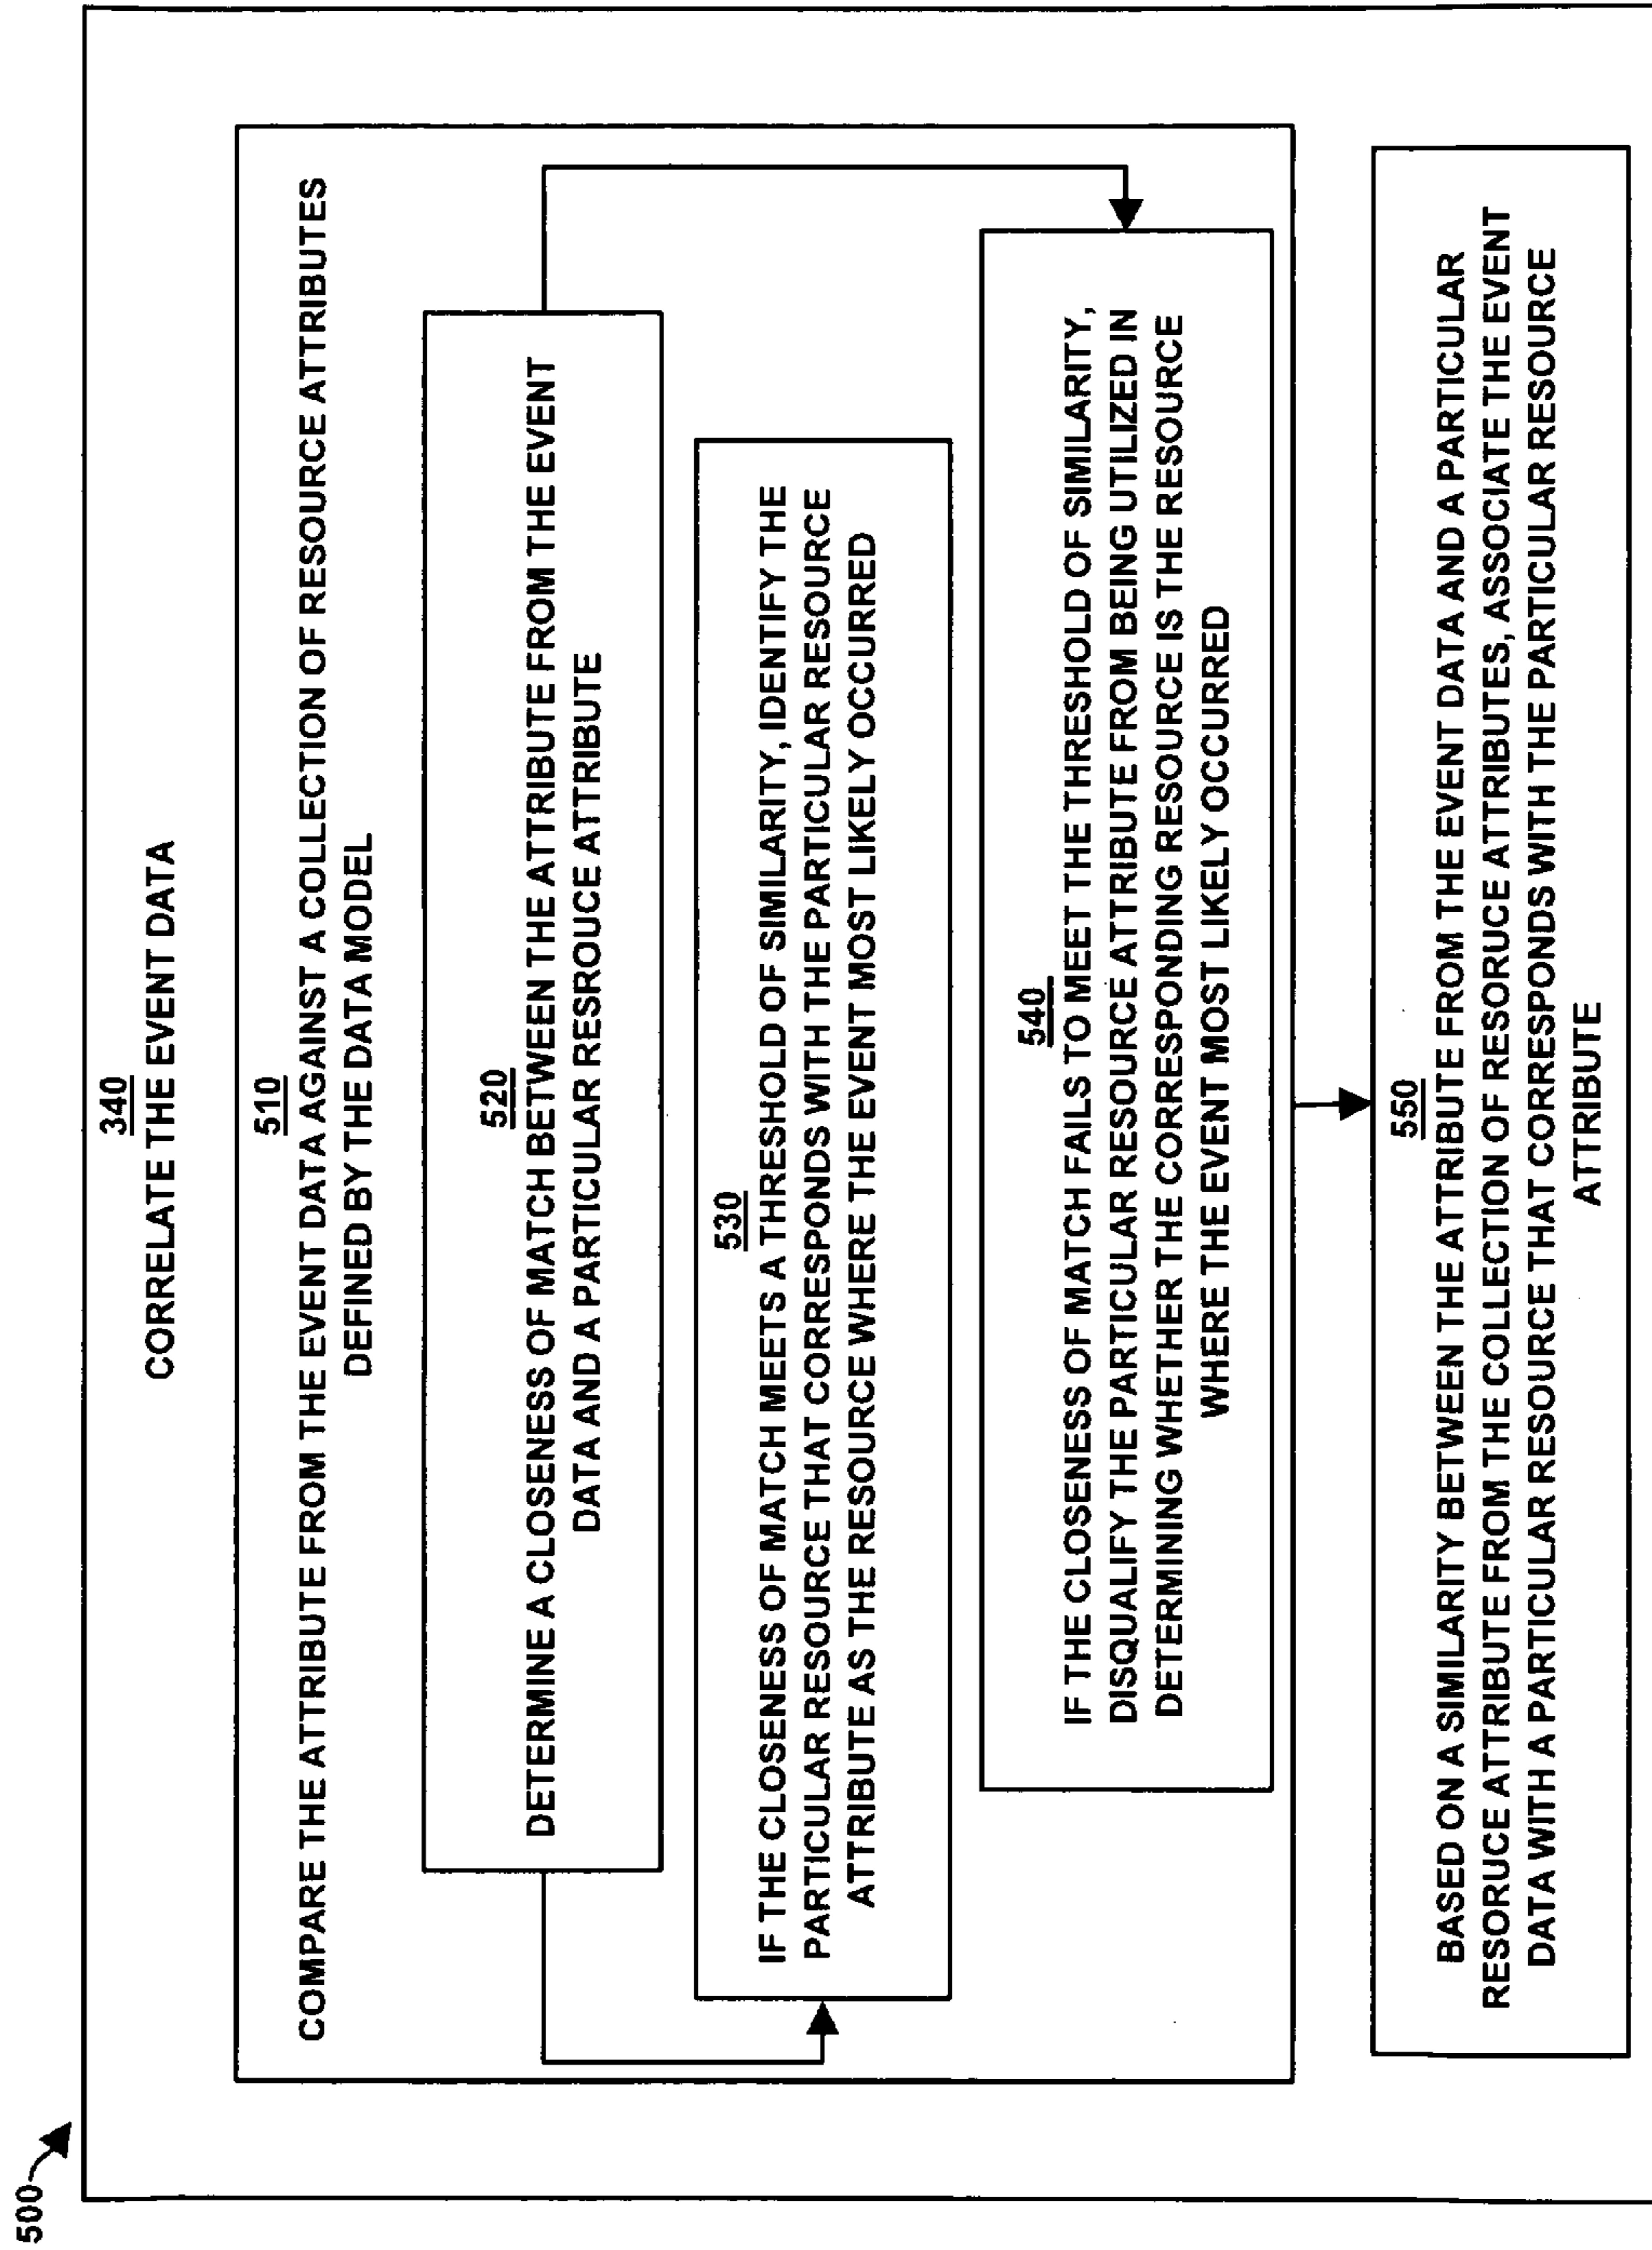 500
340
CORRELATE THE EVENT DATA
510
COMPARE THE ATTRIBUTE FROM THE EVENT DATA AGAINST A COLLECTION OF RESOURCE ATTRIBUTES
DEFINED BY THE DATA MODEL
520
DETERMINE A CLOSENESS OF MATCH BETWEEN THE ATTRIBUTE FROM THE EVENT
DATA AND A PARTICULAR RESROUCE ATTRIBUTE
530
IF THE CLOSENESS OF MATCH MEETS A THRESHOLD OF SIMILARITY, IDENTIFY THE
PARTICULAR RESOURCE THAT CORRESPONDS WITH THE PARTICULAR RESOURCE
ATTRIBUTE AS THE RESOURCE WHERE THE EVENT MOST LIKELY OCCURRED
540
IF THE CLOSENESS OF MATCH FAILS TO MEET THE THRESHOLD OF SIMILARITY,
DISQUALIFY THE PARTICULAR RESOURCE ATTRIBUTE FROM BEING UTILIZED IN
DETERMINING WHETHER THE CORRESPONDING RESOURCE IS THE RESOURCE
WHERE THE EVENT MOST LIKELY OCCURRED
550
BASED ON A SIMILARITY BETWEEN THE ATTRIBUTE FROM THE EVENT DATA AND A PARTICULAR
RESORUCE ATTRIBUTE FROM THE COLLECTION OF RESORUCE ATTRIBUTES, ASSOCIATE THE EVENT
DATA WITH A PARTICULAR RESOURCE THAT CORRESPONDS WITH THE PARTICULAR RESOURCE
ATTRIBUTE